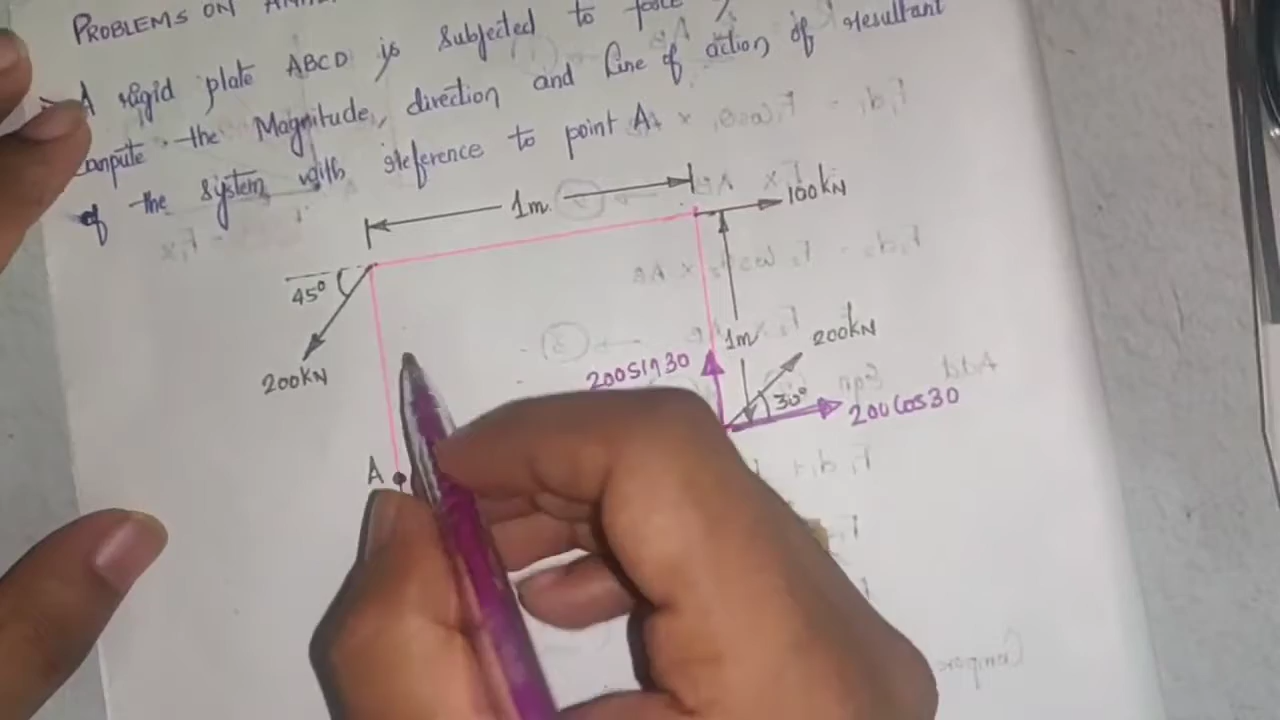 PROBLEMS ON
A rigid plate ABCD is subjected to
compute the Magnitude, direction and line of action of resultant
of the system with reference to point A.
1m
100KN
45°
200KN
1m
200KN
200SIN30
30°
200COS30
A